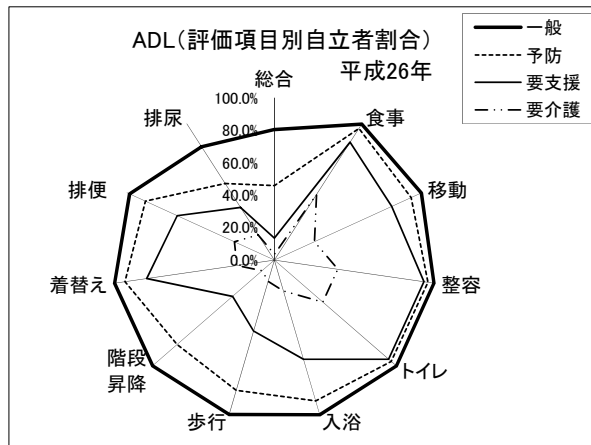 ADL(評価項目別自立者割合)
平成26年
一般
予防
要支援
要介護
総合
食事
移動
整容
トイレ
入浴
歩行
階段
昇降
着替え
排便
排尿
100.0%
80.0%
60.0%
40.0%
20.0%
0.0%